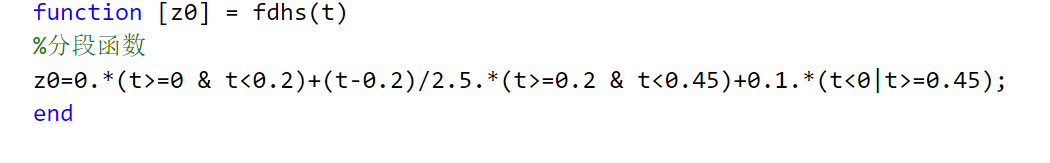 function [z0] = fdhs(t)
%分段函数
z0=0.*(t>=0 & t<0.2)+(t-0.2)/2.5.*(t>=0.2 & t<0.45)+0.1.*(t<0|t>=0.45);
end